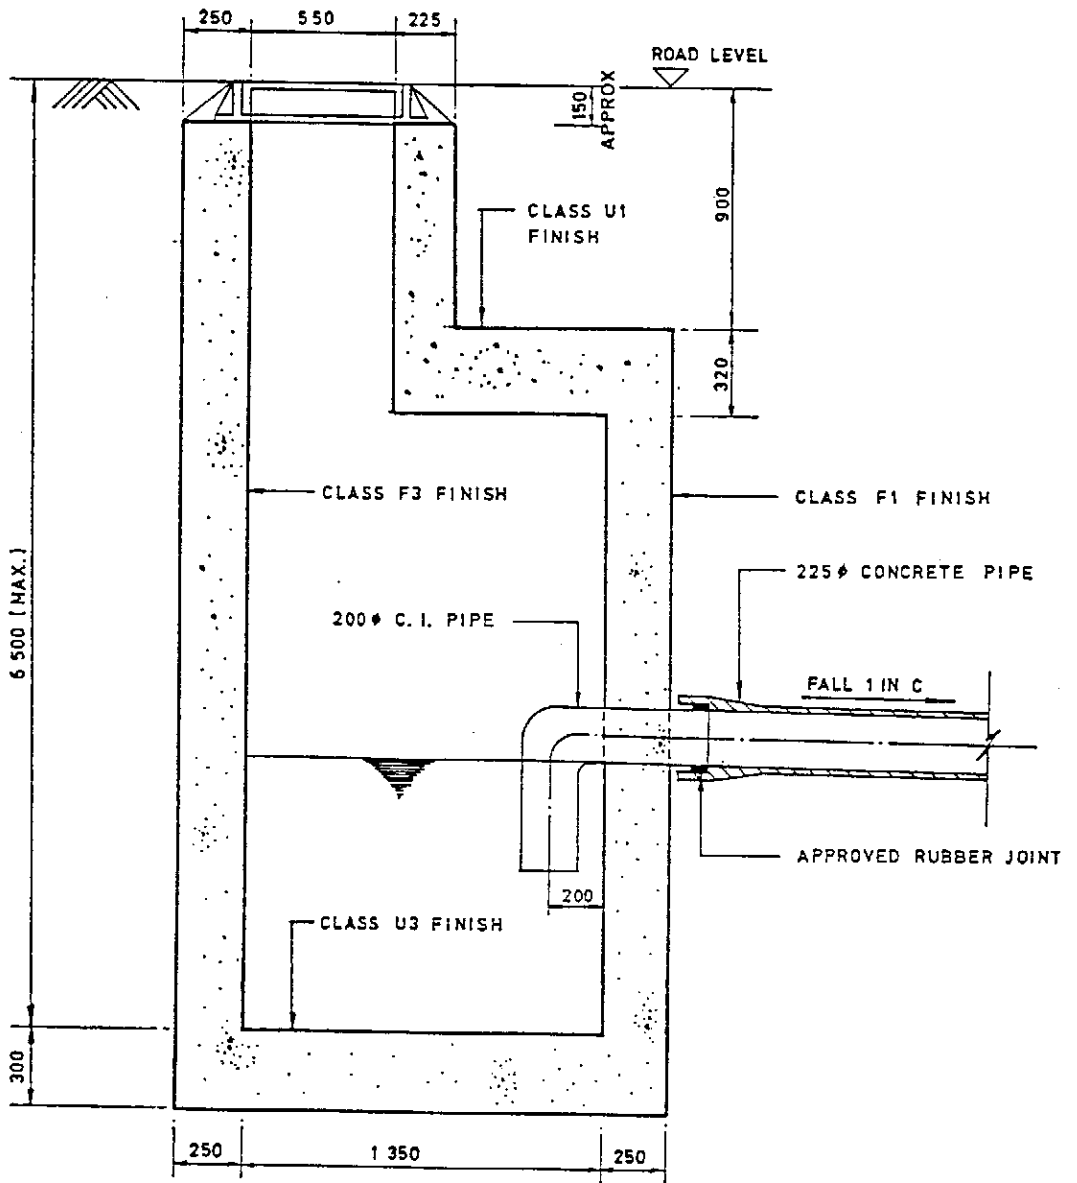 250
550
225
ROAD LEVEL
150
APPROX
900
CLASS U1
FINISH
320
CLASS F3 FINISH
CLASS F1 FINISH
6 500 (MAX.)
225 ϕ CONCRETE PIPE
200 ϕ C. I. PIPE
FALL 1 IN C
APPROVED RUBBER JOINT
200
CLASS U3 FINISH
300
250
1 350
250